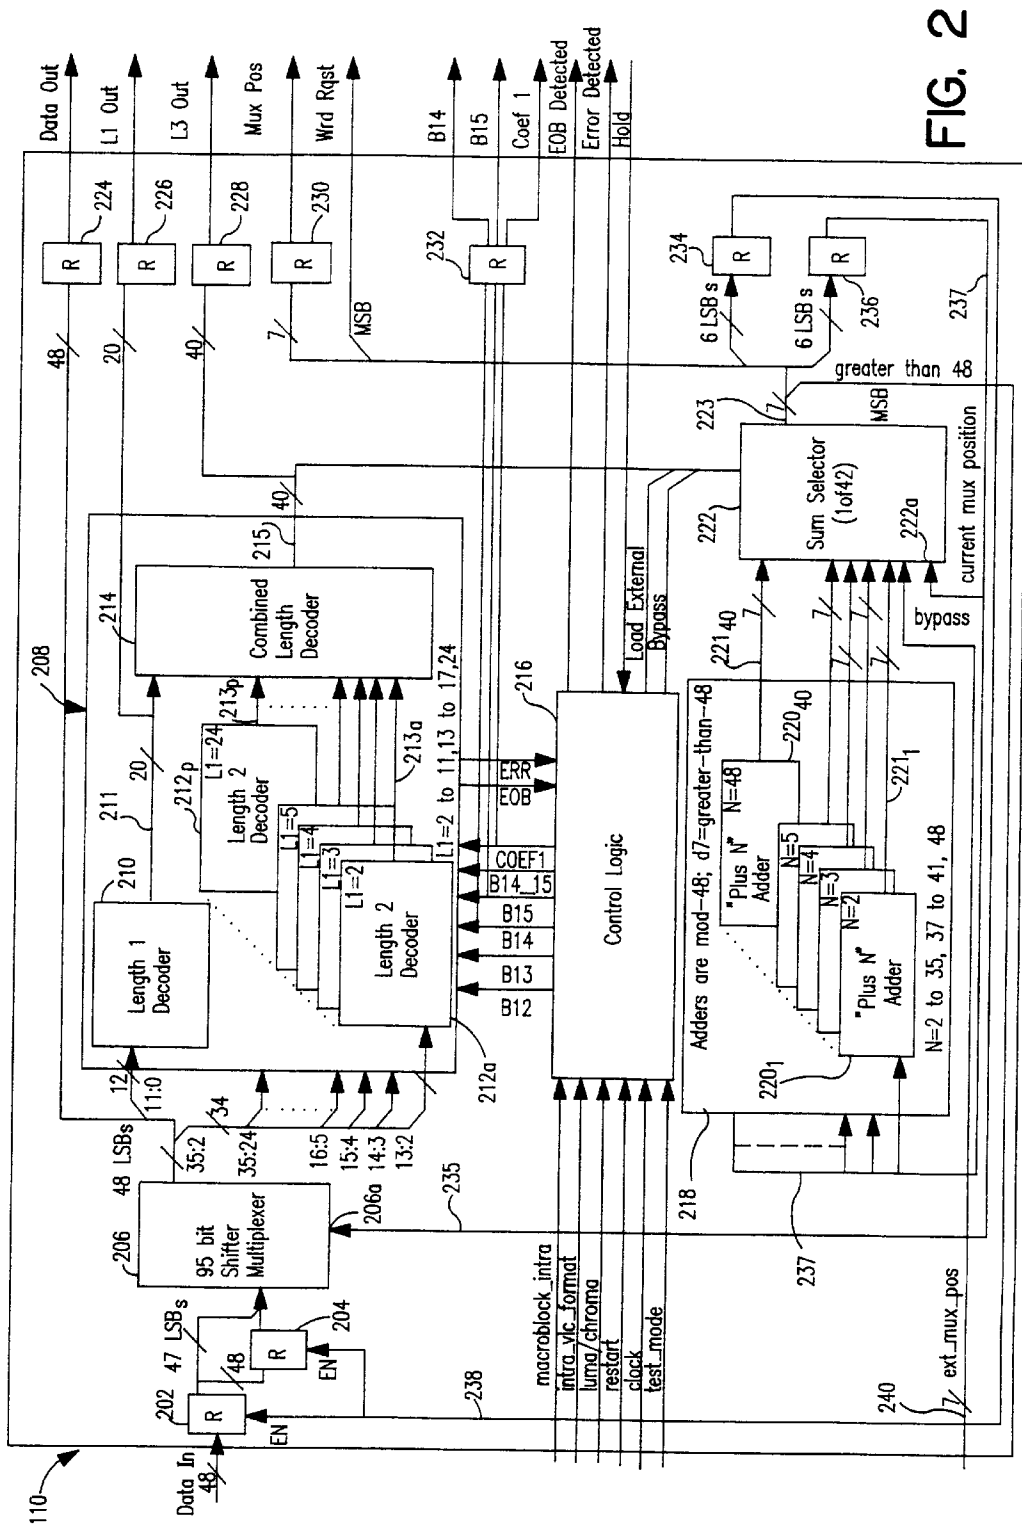 110
Data In
48
202
R
EN
47 LSBs
48
204
R
EN
238
206
95 bit
Shifter
Multiplexer
206a
235
48 LSBs
35:2
34
12
11:0
35:24
16:5
15:4
14:3
13:2
208
210
Length 1
Decoder
211
20
212p
L1=24
Length 2
Decoder
L1=5
L1=4
L1=3
L1=2
Length 2
Decoder
212a
213p
213a
214
Combined
Length
Decoder
215
40
L1=2 to 11,13 to 17,24
48
20
40
7
MSB
R
224
R
226
R
228
R
230
R
232
Data Out
L1 Out
L3 Out
Mux Pos
Wrd Rqst
B14
B15
Coef 1
EOB Detected
Error Detected
Hold
B12
B13
B14
B15
B14_15
COEF1
EOB
ERR
216
Control Logic
macroblock_intra
intra_vlc_format
luma/chroma
restart
clock
test_mode
Load External
Bypass
218
Adders are mod-48; d7=greater-than-48
"Plus N"
Adder
N=48
220 40
N=5
N=4
N=3
N=2
"Plus N"
Adder
220 1
N=2 to 35, 37 to 41, 48
221 40
221 1
7
7
7
7
7
222
Sum Selector
(1of42)
222a
bypass
current mux position
223
7
MSB
greater than 48
6 LSBs
6 LSBs
234
R
R
236
237
237
240
7
ext_mux_pos
FIG. 2